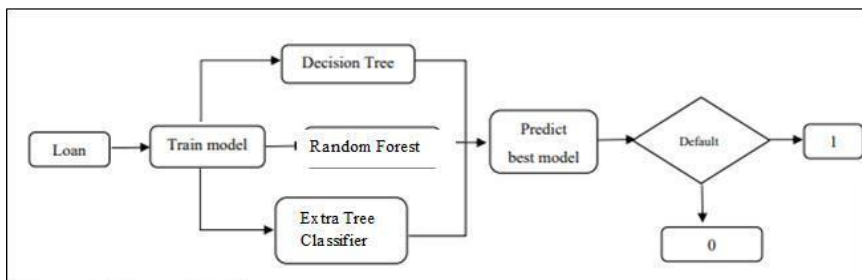 Decision Tree
Loan
Train model
Random Forest
Predict
best model
Default
1
Extra Tree
Classifier
0